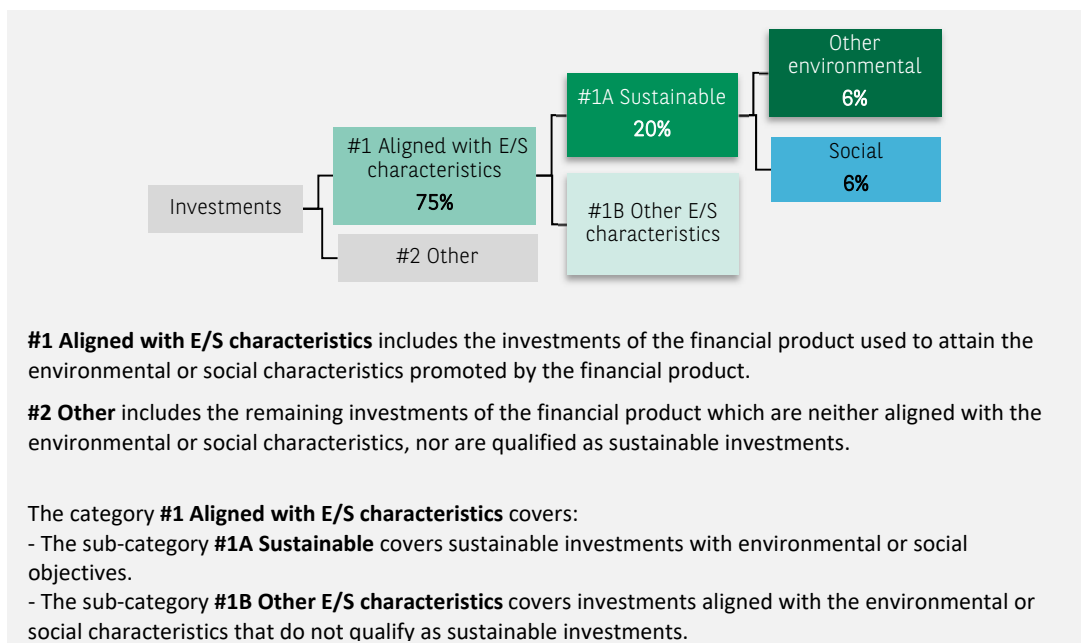 Other
environmental
6%
#1A Sustainable
20%
#1 Aligned with E/S
characteristics
75%
Social
6%
Investments
#1B Other E/S
characteristics
#2 Other
#1 Aligned with E/S characteristics includes the investments of the financial product used to attain the
environmental or social characteristics promoted by the financial product.
#2 Other includes the remaining investments of the financial product which are neither aligned with the
environmental or social characteristics, nor are qualified as sustainable investments.
The category #1 Aligned with E/S characteristics covers:
- The sub-category #1A Sustainable covers sustainable investments with environmental or social
objectives.
- The sub-category #1B Other E/S characteristics covers investments aligned with the environmental or
social characteristics that do not qualify as sustainable investments.